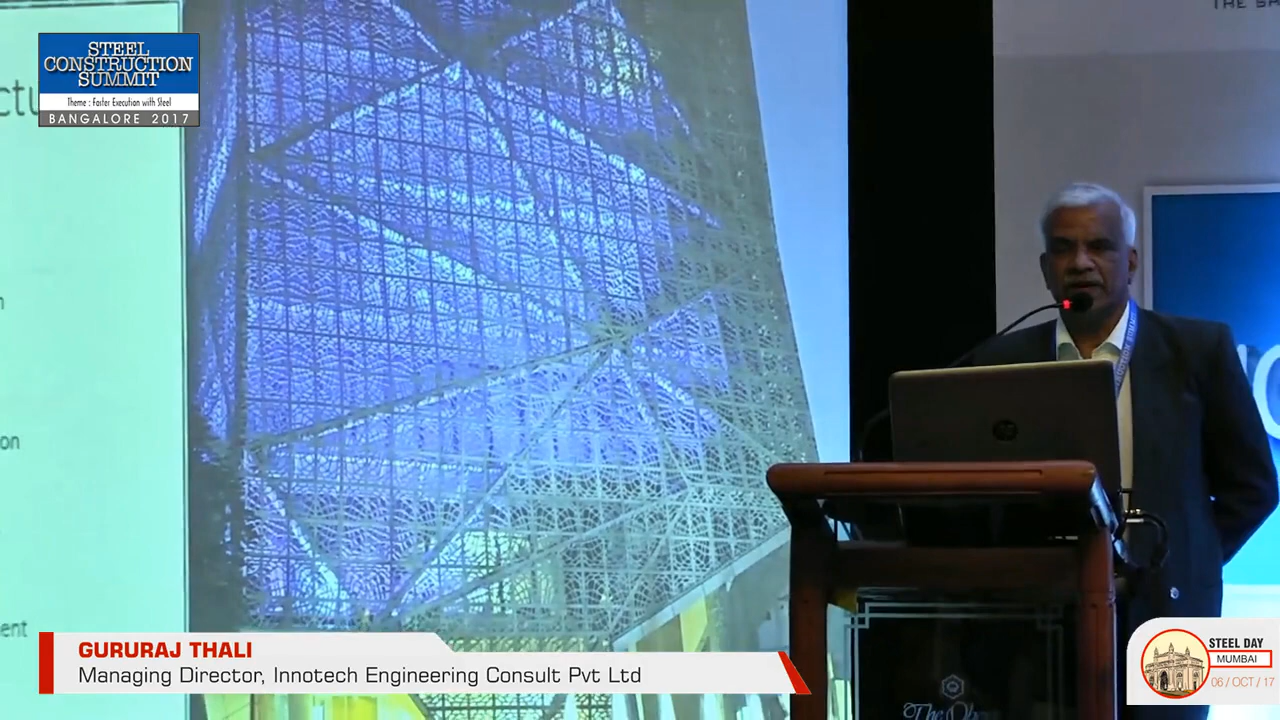 STEEL
CONSTRUCTION
SUMMIT
Theme : Faster Execution with Steel
BANGALORE 2017
hp
GURURAJ THALI
Managing Director, Innotech Engineering Consult Pvt Ltd
STEEL DAY
MUMBAI
06 / OCT / 17